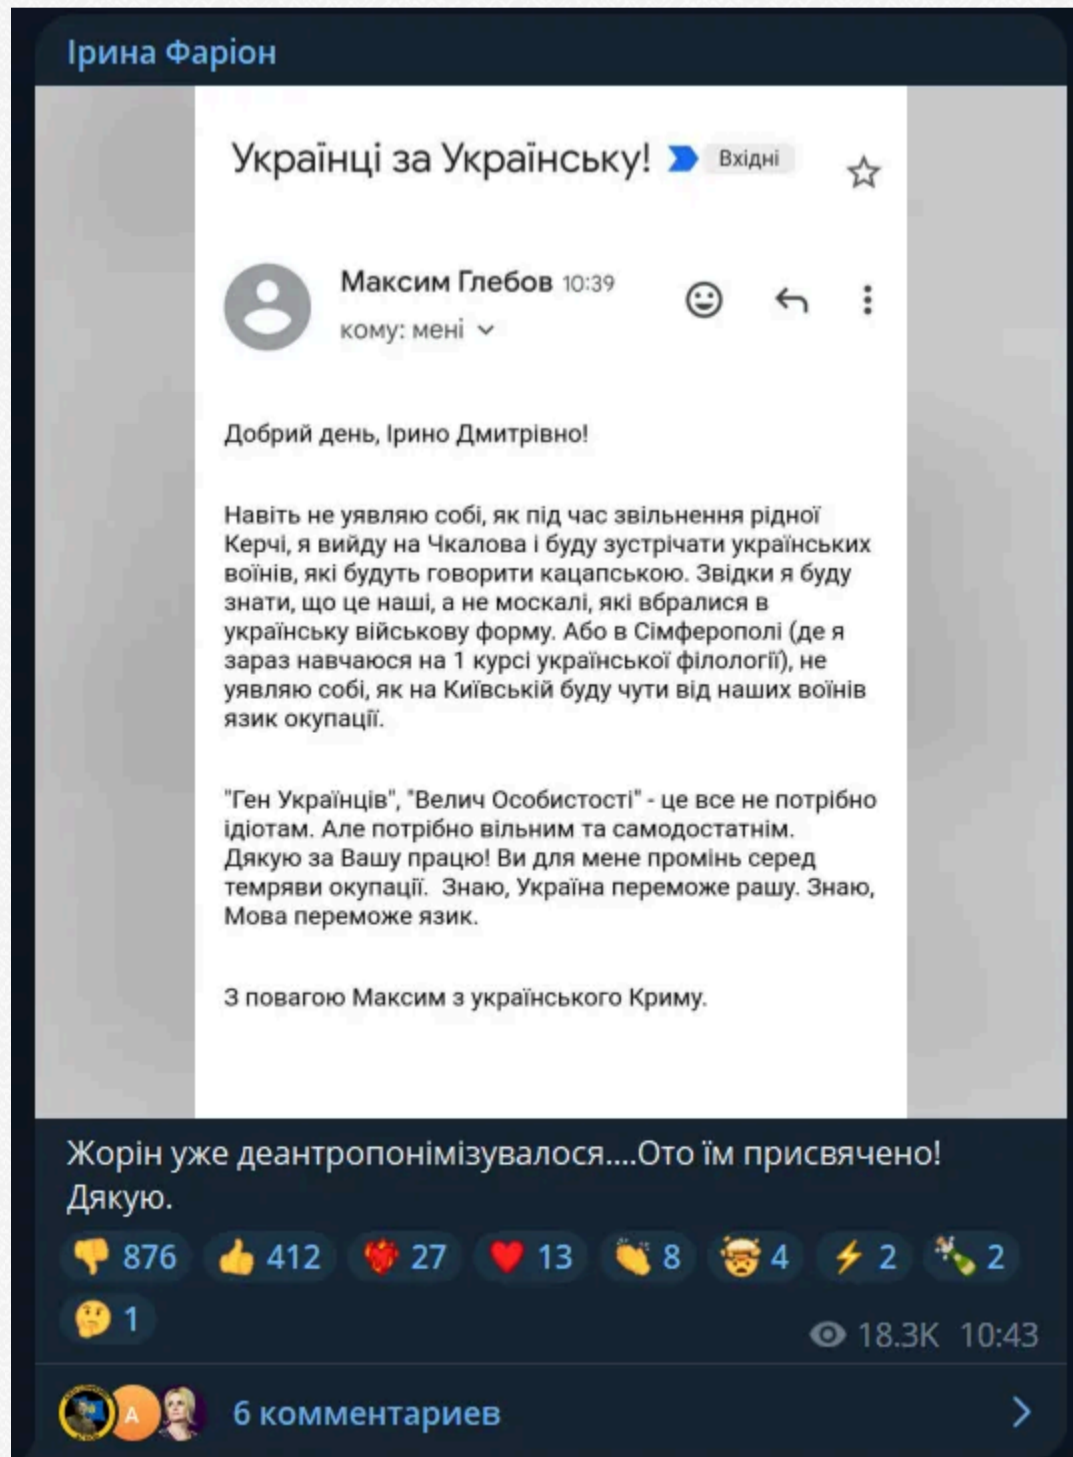 Ірина Фаріон
Українці за Українську! Вхідні
Максим Глебов 10:39
кому: мені
Добрий день, Ірино Дмитрівно!
Навіть не уявляю собі, як під час звільнення рідної
Керчі, я вийду на Чкалова і буду зустрічати українських
воїнів, які будуть говорити кацапською. Звідки я буду
знати, що це наші, а не москалі, які вбралися в
українську військову форму. Або в Сімферополі (де я
зараз навчаюся на 1 курсі української філології), не
уявляю собі, як на Київській буду чути від наших воїнів
язик окупації.
"Ген Українців", "Велич Особистості" - це все не потрібно
ідіотам. Але потрібно вільним та самодостатнім.
Дякую за Вашу працю! Ви для мене промінь серед
темряви окупації.  Знаю, Україна переможе рашу. Знаю,
Мова переможе язик.
З повагою Максим з українського Криму.
Жорін уже деантропонімізувалося....Ото їм присвячено!
Дякую.
876 412 27 13 8 4 2 2
1
18.3K 10:43
А
6 комментариев